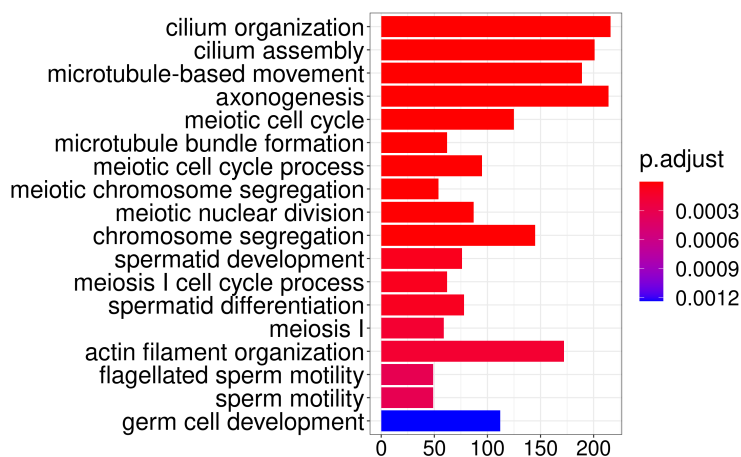 cilium organization
cilium assembly
microtubule-based movement
axonogenesis
meiotic cell cycle
microtubule bundle formation
meiotic cell cycle process
meiotic chromosome segregation
meiotic nuclear division
chromosome segregation
spermatid development
meiosis I cell cycle process
spermatid differentiation
meiosis I
actin filament organization
flagellated sperm motility
sperm motility
germ cell development
0 50 100 150 200
p.adjust
0.0003
0.0006
0.0009
0.0012